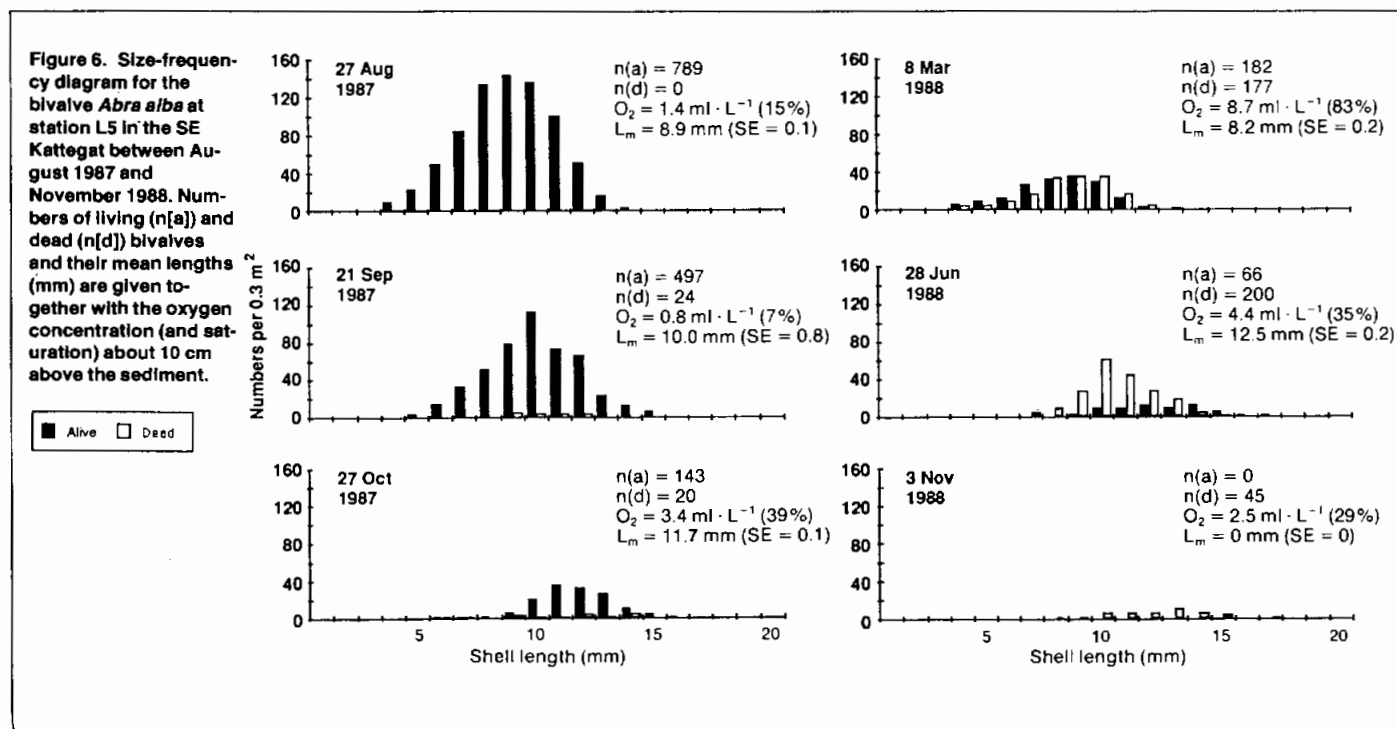 Figure 6. Size-frequen-
cy diagram for the
bivalve Abra alba at
station L5 in the SE
Kattegat between Au-
gust 1987 and
November 1988. Num-
bers of living (n[a]) and
dead (n[d]) bivalves
and their mean lengths
(mm) are given to-
gether with the oxygen
concentration (and sat-
uration) about 10 cm
above the sediment.
Alive Dead
Numbers per 0.3 m²
160
120
80
40
0
27 Aug
1987
n(a) = 789
n(d) = 0
O₂ = 1.4 ml · L⁻¹ (15%)
Lₘ = 8.9 mm (SE = 0.1)
160
120
80
40
0
21 Sep
1987
n(a) = 497
n(d) = 24
O₂ = 0.8 ml · L⁻¹ (7%)
Lₘ = 10.0 mm (SE = 0.8)
160
120
80
40
0
27 Oct
1987
n(a) = 143
n(d) = 20
O₂ = 3.4 ml · L⁻¹ (39%)
Lₘ = 11.7 mm (SE = 0.1)
5 10 15 20
Shell length (mm)
160
120
80
40
0
8 Mar
1988
n(a) = 182
n(d) = 177
O₂ = 8.7 ml · L⁻¹ (83%)
Lₘ = 8.2 mm (SE = 0.2)
160
120
80
40
0
28 Jun
1988
n(a) = 66
n(d) = 200
O₂ = 4.4 ml · L⁻¹ (35%)
Lₘ = 12.5 mm (SE = 0.2)
160
120
80
40
0
3 Nov
1988
n(a) = 0
n(d) = 45
O₂ = 2.5 ml · L⁻¹ (29%)
Lₘ = 0 mm (SE = 0)
5 10 15 20
Shell length (mm)